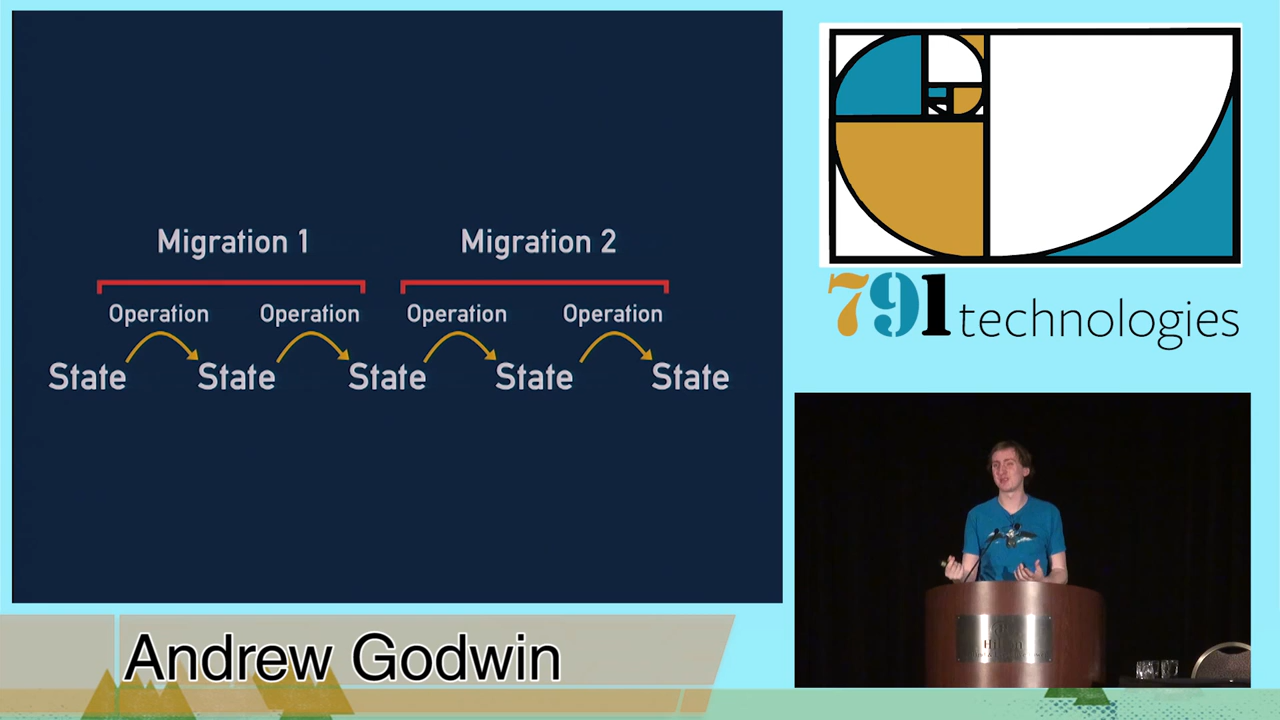 Migration 1 Migration 2
Operation Operation Operation Operation
State State State State State
791 technologies
Andrew Godwin